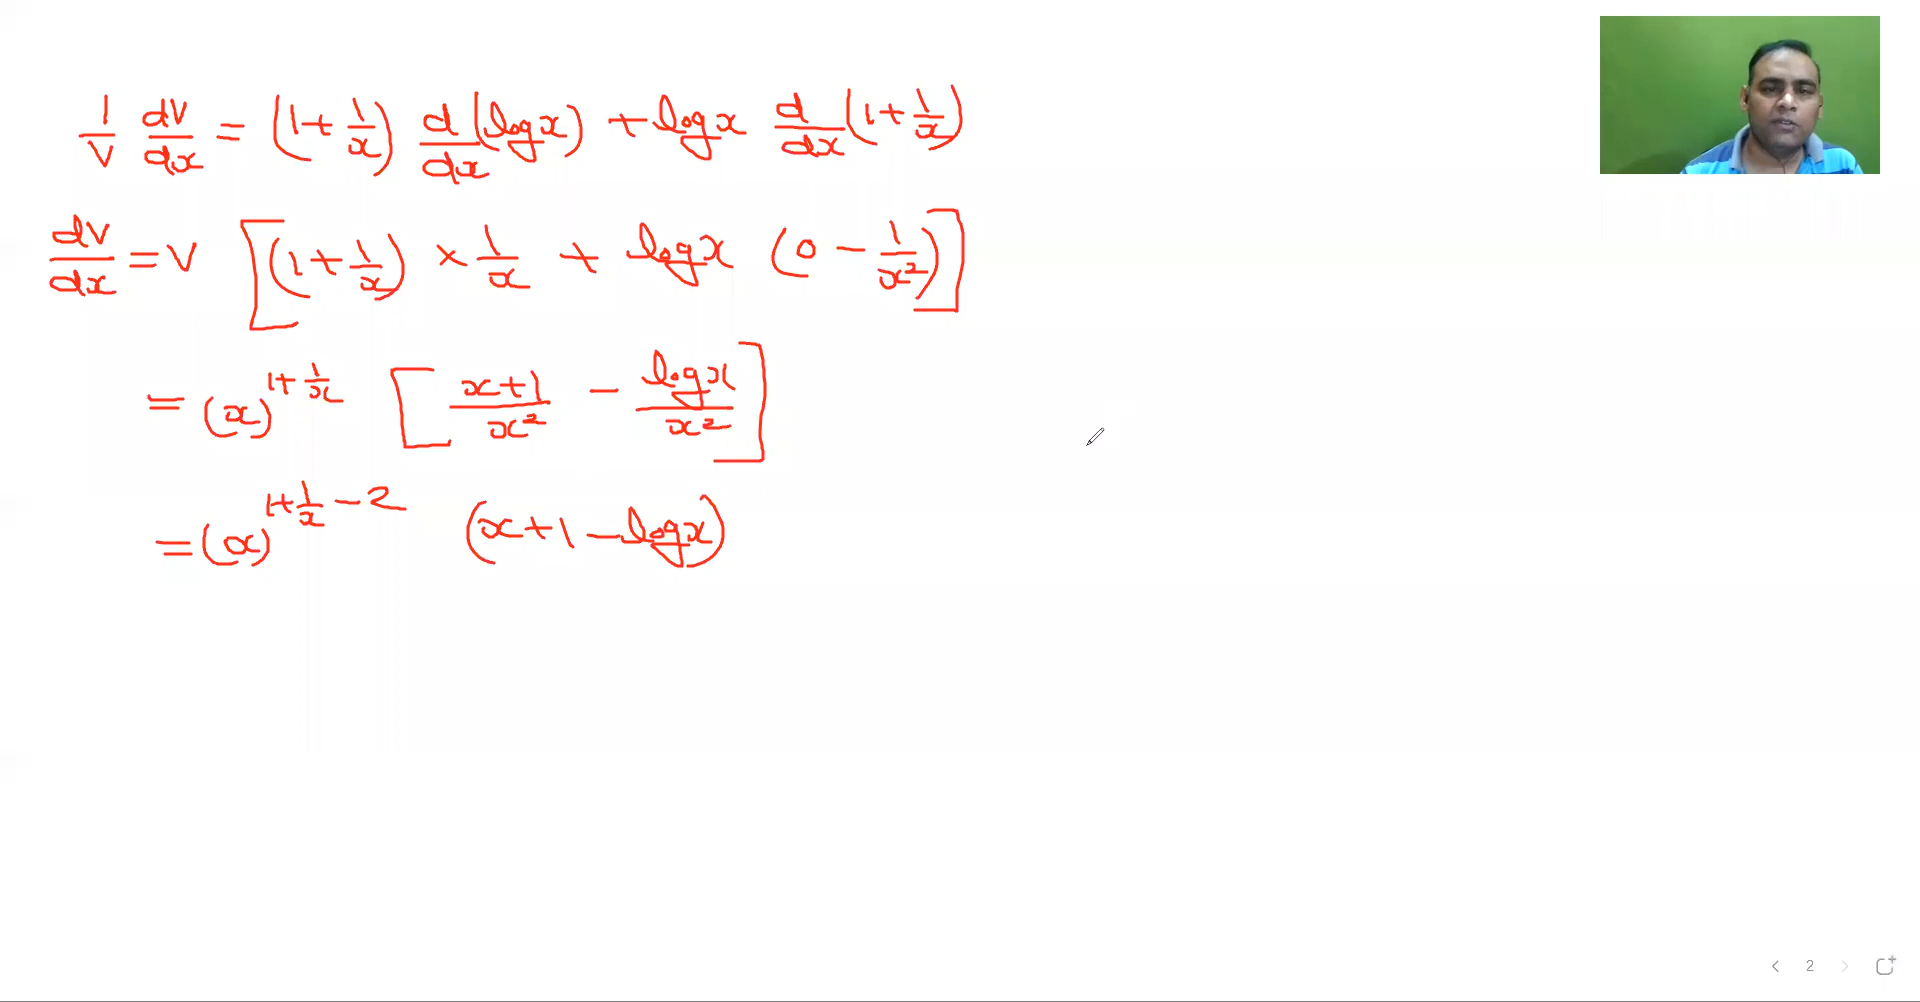 1/v dv/dx = (1+1/x) d/dx (log x) + log x d/dx (1+1/x)
dv/dx = v [(1+1/x) × 1/x + log x (0 − 1/x²)]
= (x)^(1+1/x) [x+1/x² − log x/x²]
= (x)^(1+1/x−2) (x+1−log x)
2